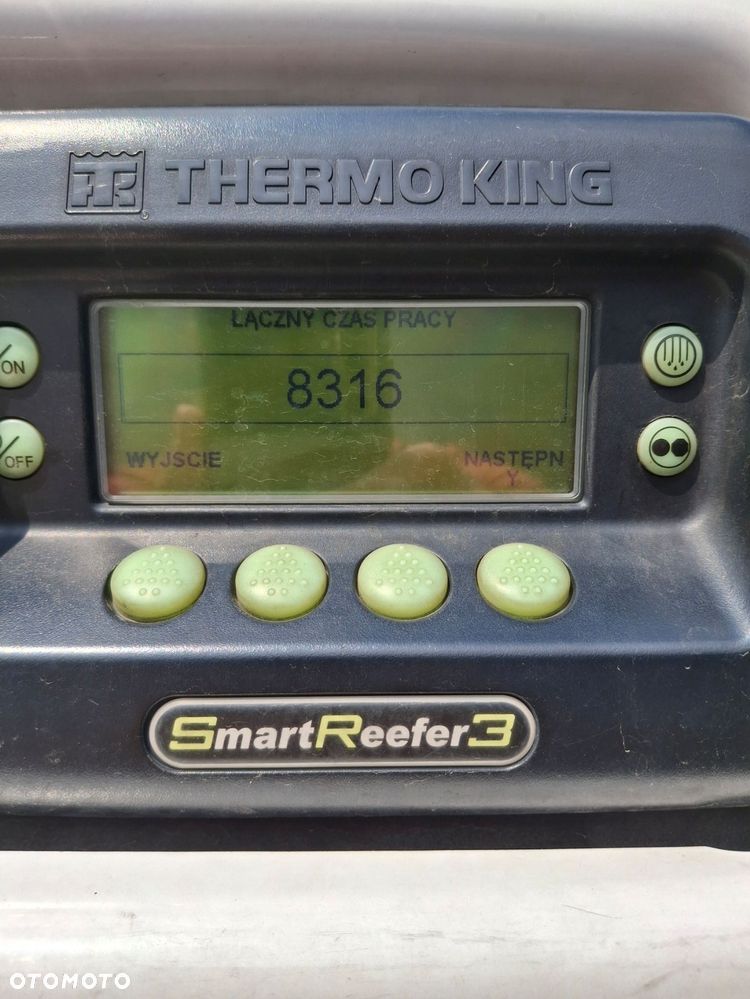 THERMO KING
ŁĄCZNY CZAS PRACY
8316
WYJSCIE
NASTĘPN
Y
/ON
/OFF
SmartReefer3
OTOMOTO